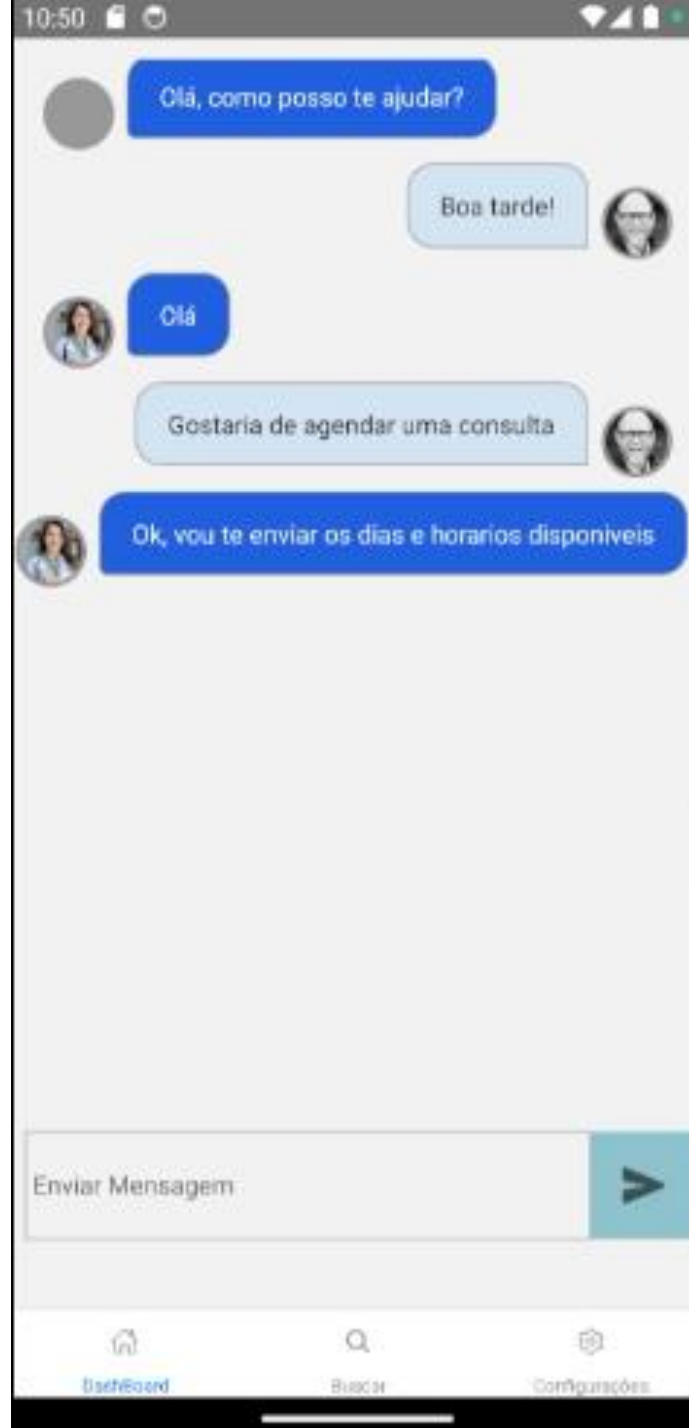 10:50
Olá, como posso te ajudar?
Boa tarde!
Olá
Gostaria de agendar uma consulta
Ok, vou te enviar os dias e horarios disponiveis
Enviar Mensagem
DashBoard
Buscar
Configurações